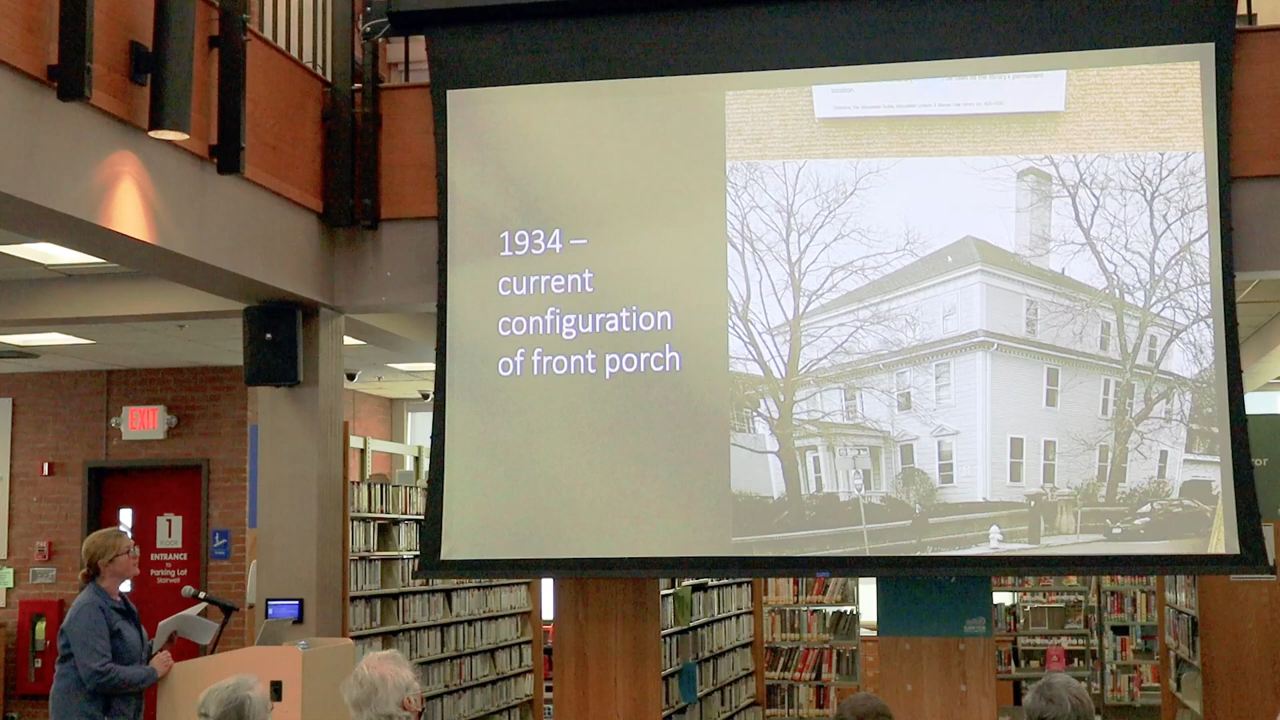 1934 –
current
configuration
of front porch
EXIT
1
ENTRANCE
to
Parking Lot
Stairwell